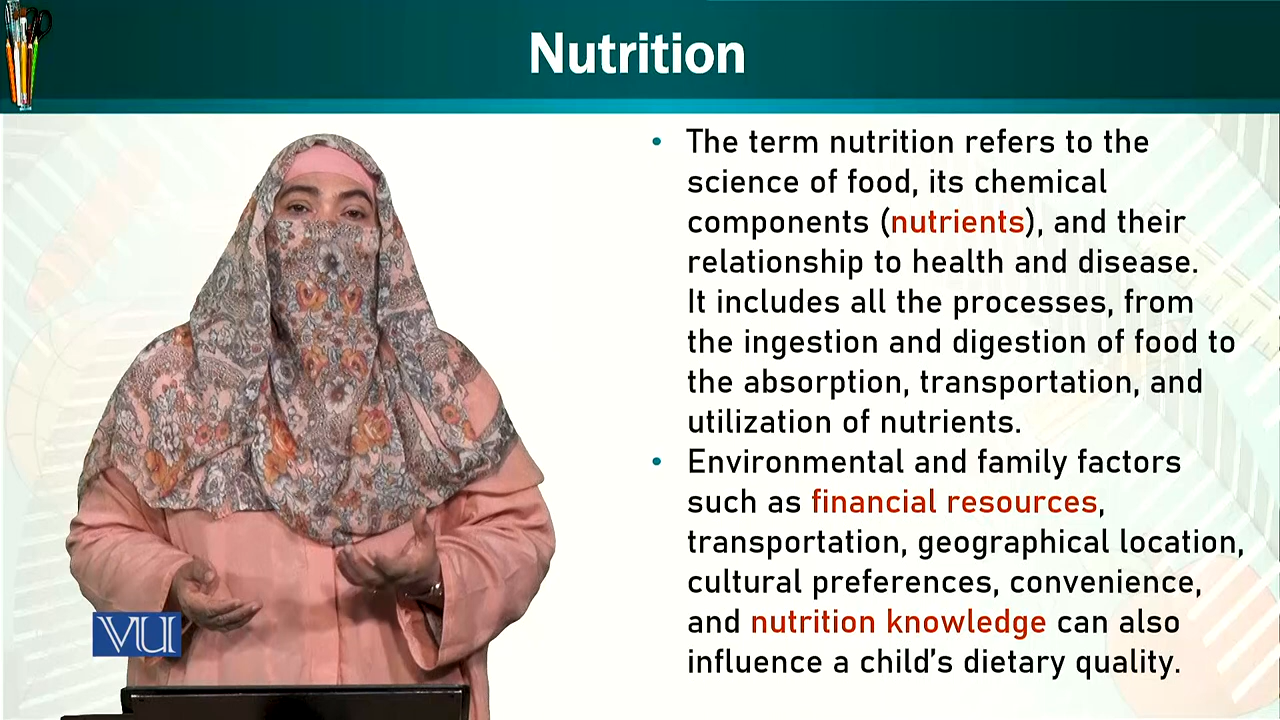 Nutrition
• The term nutrition refers to the
science of food, its chemical
components (nutrients), and their
relationship to health and disease.
It includes all the processes, from
the ingestion and digestion of food to
the absorption, transportation, and
utilization of nutrients.
• Environmental and family factors
such as financial resources,
transportation, geographical location,
cultural preferences, convenience,
and nutrition knowledge can also
influence a child’s dietary quality.
VU